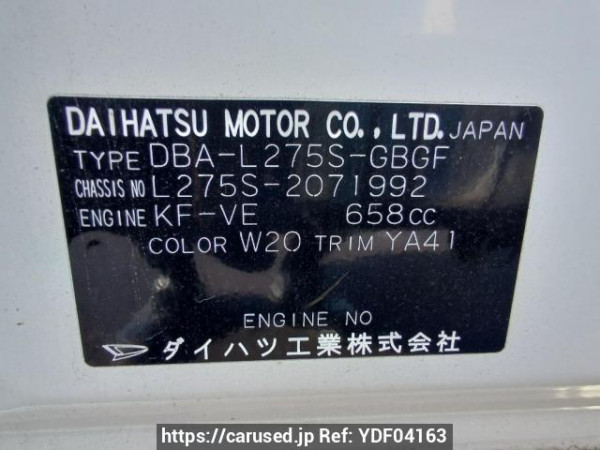 DAIHATSU MOTOR CO., LTD. JAPAN
TYPE DBA-L275S-GBGF
CHASSIS NO L275S-2071992
ENGINE KF-VE 658CC
COLOR W20 TRIM YA41
ENGINE NO
ダイハツ工業株式会社
https://carused.jp Ref: YDF04163